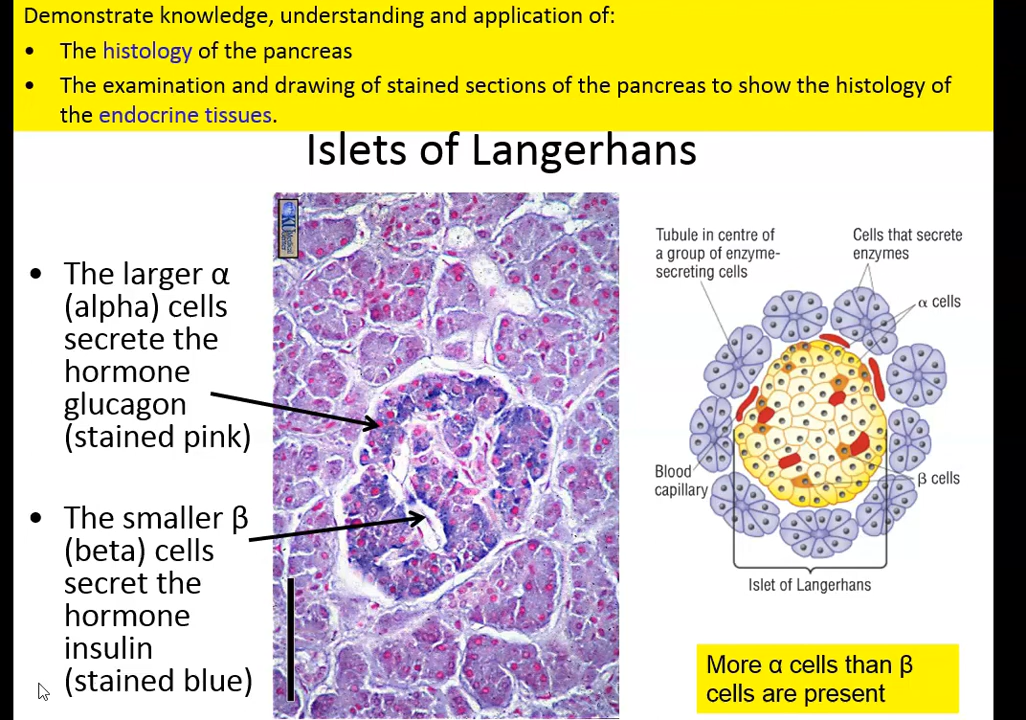 Demonstrate knowledge, understanding and application of:
• The histology of the pancreas
• The examination and drawing of stained sections of the pancreas to show the histology of
the endocrine tissues.
Islets of Langerhans
• The larger α
(alpha) cells
secrete the
hormone
glucagon
(stained pink)
• The smaller β
(beta) cells
secret the
hormone
insulin
(stained blue)
Tubule in centre of
a group of enzyme-
secreting cells
Cells that secrete
enzymes
α cells
Blood
capillary
β cells
Islet of Langerhans
More α cells than β
cells are present